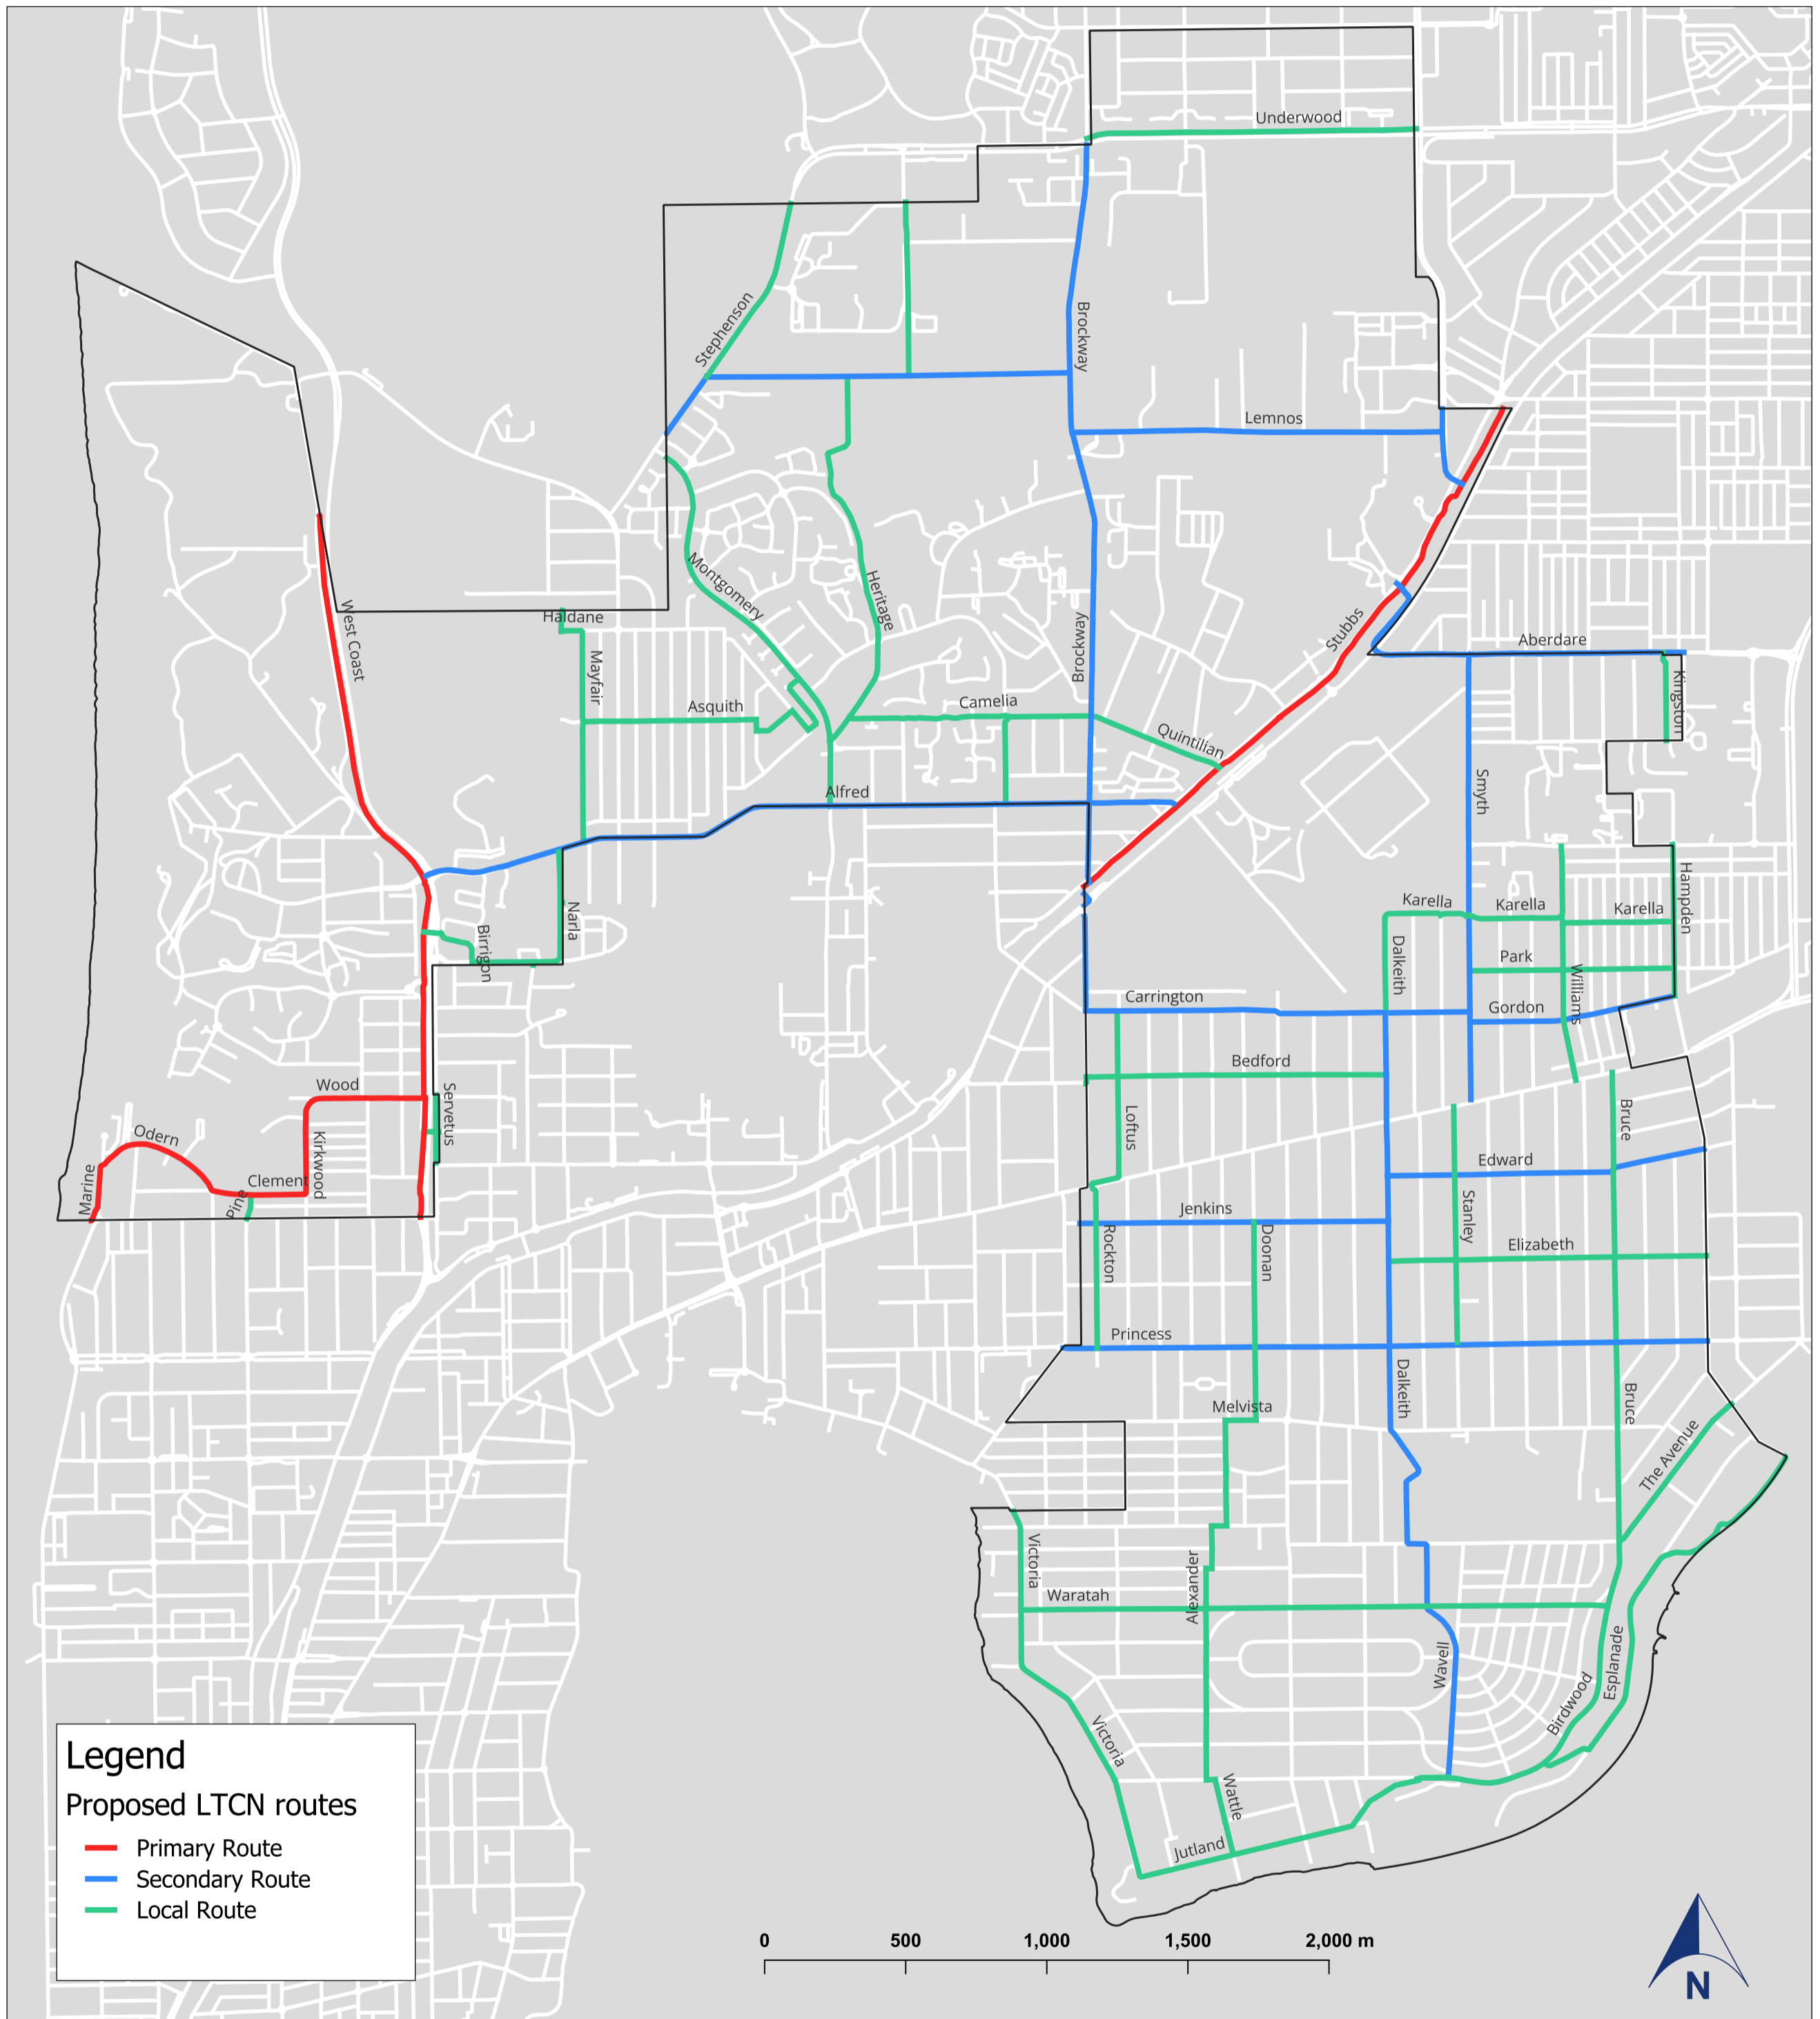 Underwood
Stephenson
Brockway
Lemnos
Montgomery
Heritage
West Coast
Haldane
Mayfair
Brockway
Stubbs
Aberdare
Kingston
Asquith
Camelia
Quintilian
Alfred
Smyth
Narla
Birrigon
Karella
Karella
Karella
Hampden
Dalkeith
Park
Williams
Carrington
Gordon
Bedford
Wood
Servetus
Loftus
Bruce
Odern
Kirkwood
Clement
Marine
Pine
Edward
Stanley
Jenkins
Rockton
Doonan
Elizabeth
Princess
Dalkeith
Bruce
Melvista
The Avenue
Victoria
Alexander
Waratah
Wavell
Esplanade
Birdwood
Victoria
Wattle
Jutland
Legend
Proposed LTCN routes
Primary Route
Secondary Route
Local Route
0 500 1,000 1,500 2,000 m
N